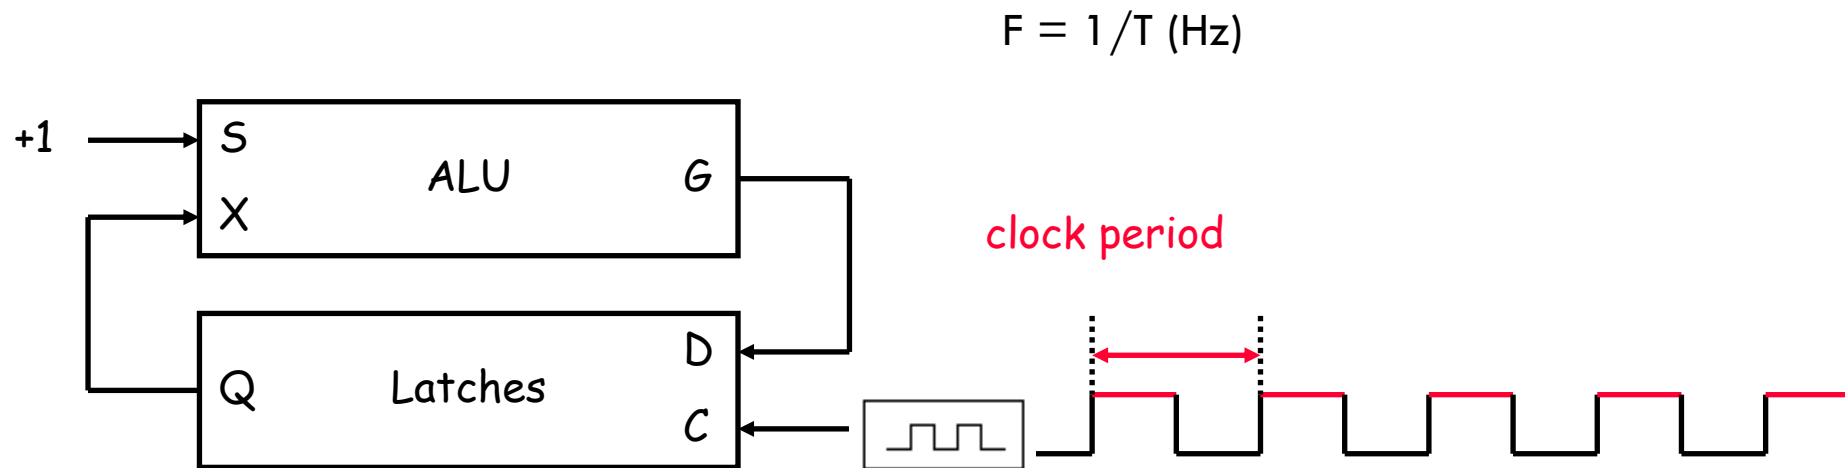 F = 1/T (Hz)
+1
S
ALU
G
X
clock period
D
Q
Latches
C